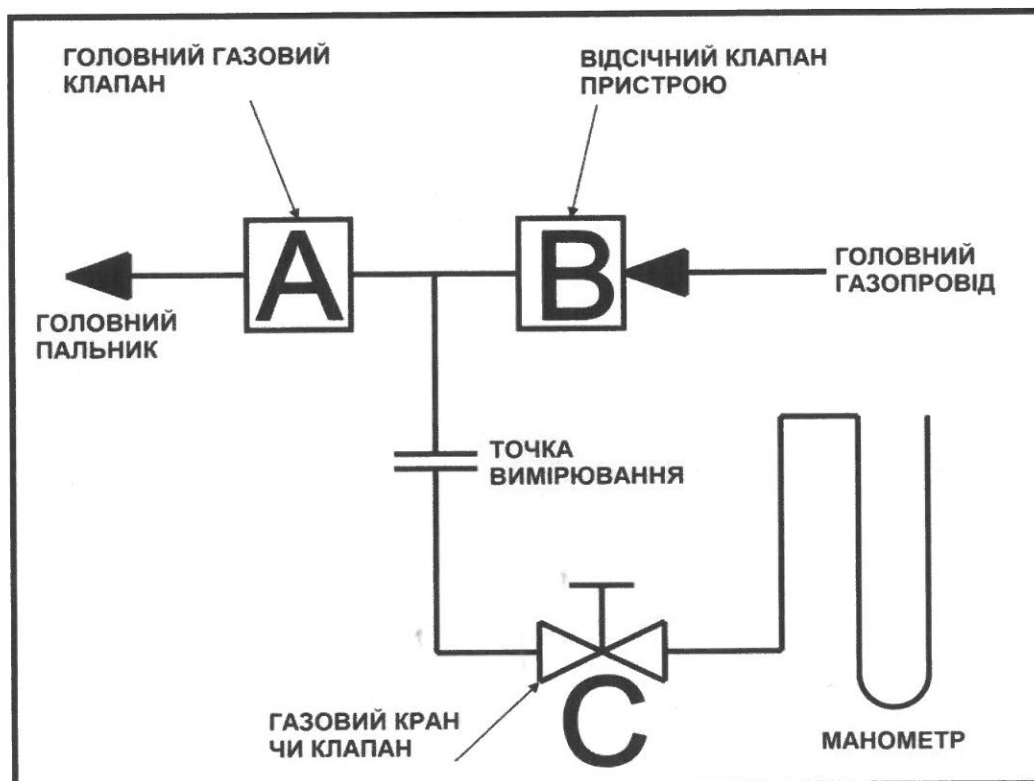 ГОЛОВНИЙ ГАЗОВИЙ
КЛАПАН
ВІДСІЧНИЙ КЛАПАН
ПРИСТРОЮ
A
B
ГОЛОВНИЙ
ГАЗОПРОВІД
ГОЛОВНИЙ
ПАЛЬНИК
ТОЧКА
ВИМІРЮВАННЯ
C
ГАЗОВИЙ КРАН
ЧИ КЛАПАН
МАНОМЕТР